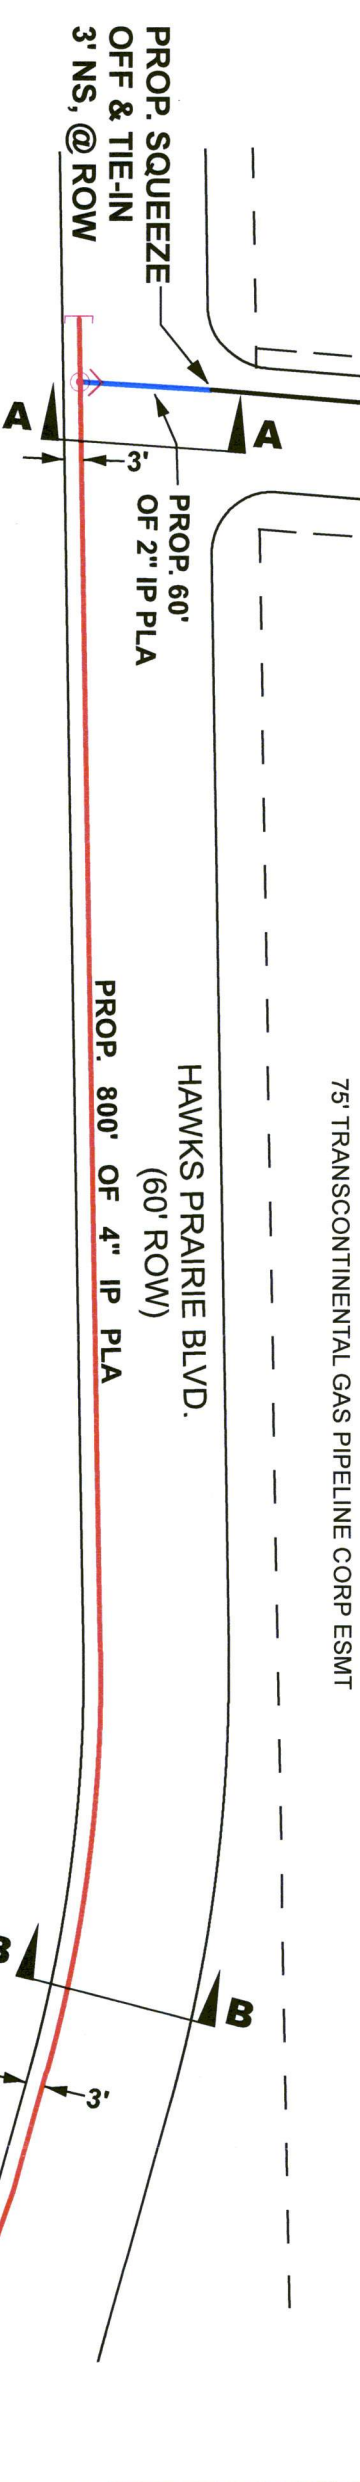 PROP. SQUEEZE
OFF & TIE-IN
3' NS, @ ROW
A
A
3'
PROP. 60'
OF 2" IP PLA
PROP. 800' OF 4" IP PLA
HAWKS PRAIRIE BLVD.
(60' ROW)
75' TRANSCONTINENTAL GAS PIPELINE CORP ESMT
B
B
3'